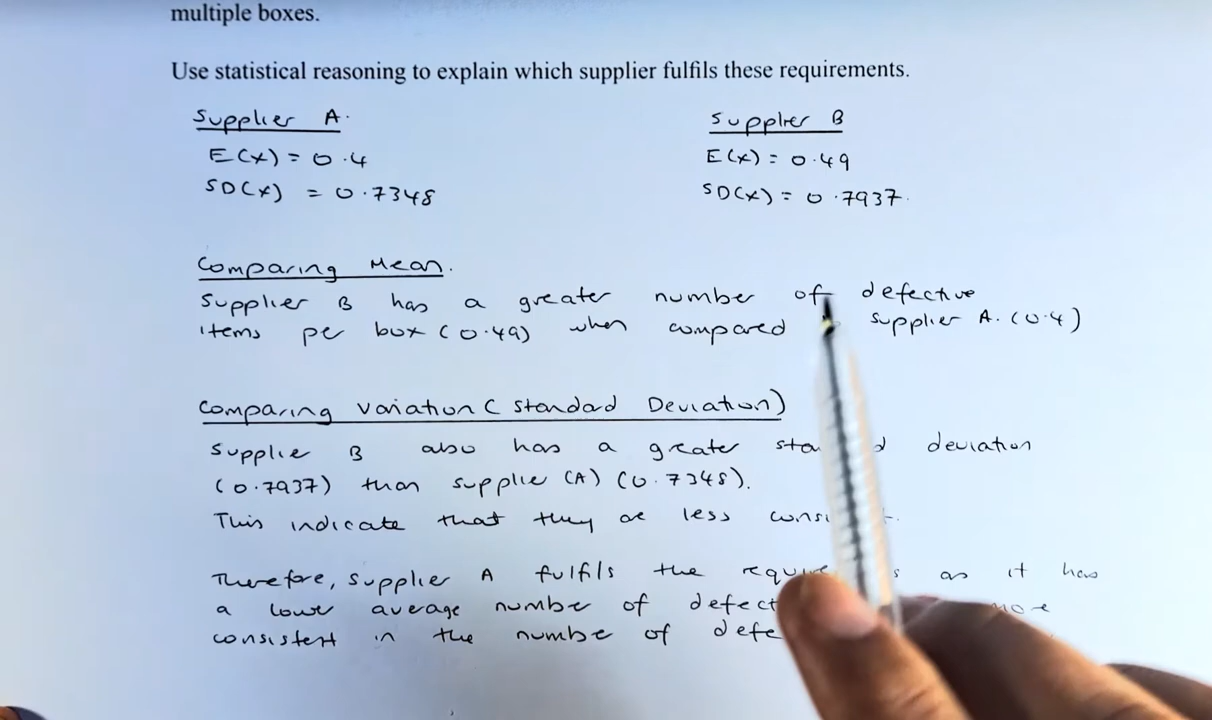 multiple boxes.
Use statistical reasoning to explain which supplier fulfils these requirements.
Supplier A.
E(x) = 0.4
SD(x) = 0.7348
Supplier B
E(x) = 0.49
SD(x) = 0.7937.
Comparing Mean.
Supplier B has a greater number of defective
items per box (0.49) when compared supplier A. (0.4)
Comparing Variation (Standard Deviation)
Supplie B also has a greater deviation
(0.7937) than supplie (A) (0.7348).
This indicate that they are less
Therefore, supplier A fulfils the as it has
a lower average number of
consistent in the number of